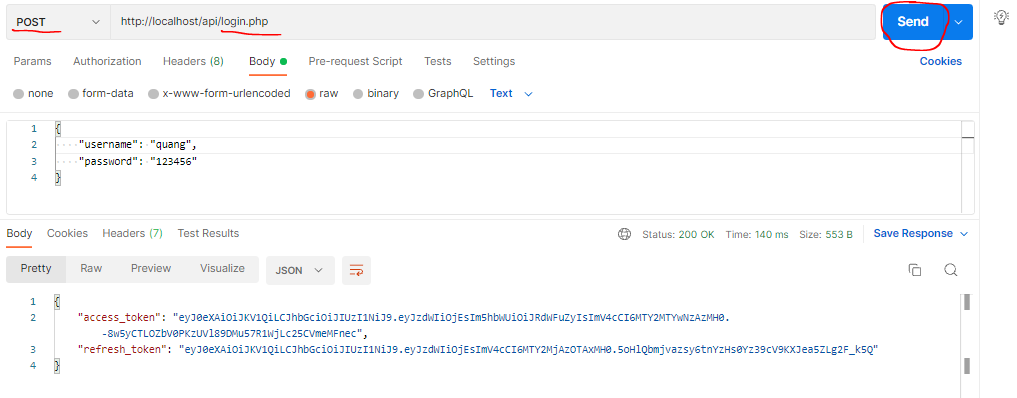 POST http://localhost/api/login.php Send
Params Authorization Headers (8) Body Pre-request Script Tests Settings Cookies
none form-data x-www-form-urlencoded raw binary GraphQL Text
1 {
2 "username": "quang",
3 "password": "123456"
4 }
Body Cookies Headers (7) Test Results Status: 200 OK Time: 140 ms Size: 553 B Save Response
Pretty Raw Preview Visualize JSON
1 {
2 "access_token": "eyJ0eXAiOiJKV1QiLCJhbGciOiJIUzI1NiJ9.eyJzdWIiOjEsIm5hbWUiOiJRdWFuZyIsImV4cCI6MTY2MTYwNzAzMH0.
-8w5yCTLOZbV0PKzUVl89DMu57R1WjLc25CVmeMFnec",
3 "refresh_token": "eyJ0eXAiOiJKV1QiLCJhbGciOiJIUzI1NiJ9.eyJzdWIiOjEsImV4cCI6MTY2MjAzOTAxMH0.5oHlQbmjvazsy6tnYzHs0Yz39cV9KXJea5ZLg2F_k5Q"
4 }